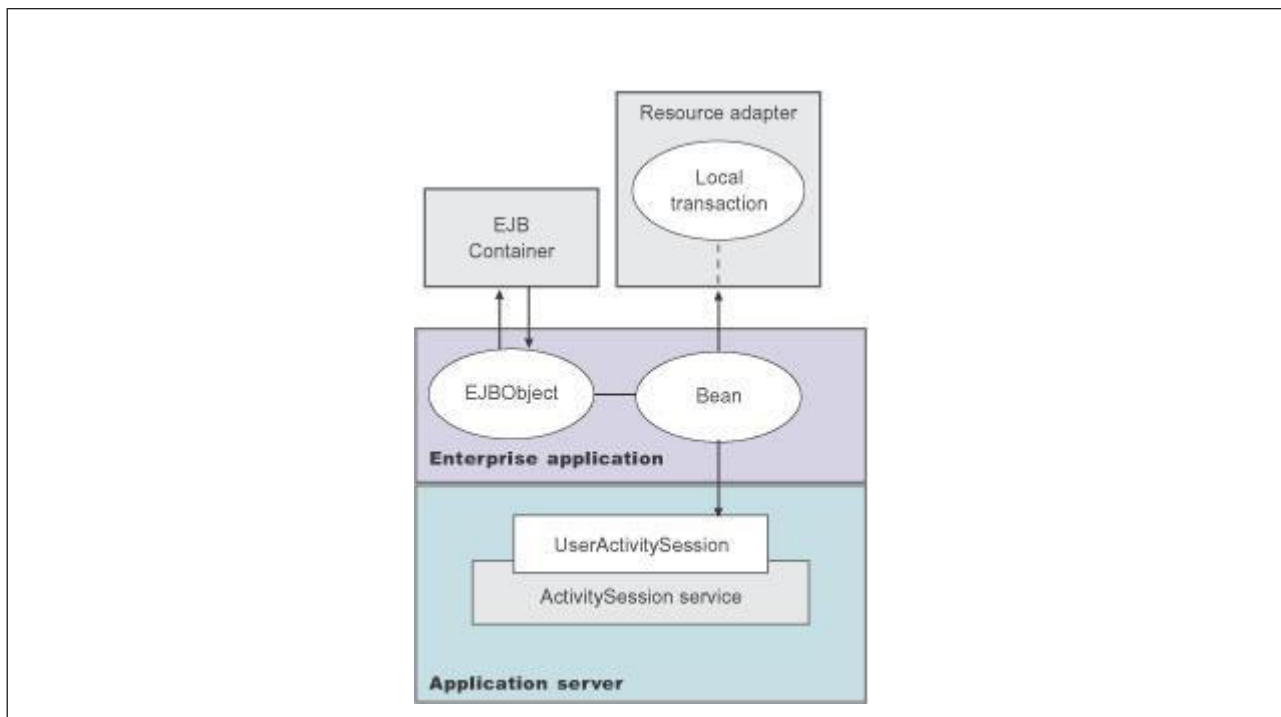 Resource adapter
Local
transaction
EJB
Container
EJBObject
Bean
Enterprise application
UserActivitySession
ActivitySession service
Application server